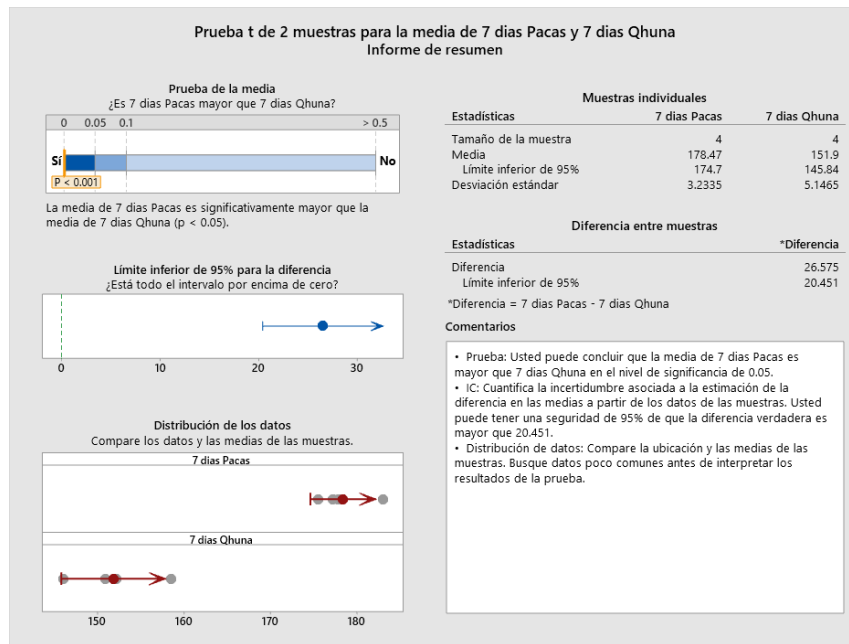 Prueba t de 2 muestras para la media de 7 dias Pacas y 7 dias Qhuna
Informe de resumen
Prueba de la media
¿Es 7 dias Pacas mayor que 7 dias Qhuna?
0 0.05 0.1 > 0.5
Sí No
P < 0.001
La media de 7 dias Pacas es significativamente mayor que la
media de 7 dias Qhuna (p < 0.05).
Límite inferior de 95% para la diferencia
¿Está todo el intervalo por encima de cero?
0 10 20 30
Distribución de los datos
Compare los datos y las medias de las muestras.
7 dias Pacas
7 dias Qhuna
150 160 170 180
Muestras individuales
Estadísticas 7 dias Pacas 7 dias Qhuna
Tamaño de la muestra 4 4
Media 178.47 151.9
Límite inferior de 95% 174.7 145.84
Desviación estándar 3.2335 5.1465
Diferencia entre muestras
Estadísticas *Diferencia
Diferencia 26.575
Límite inferior de 95% 20.451
*Diferencia = 7 dias Pacas - 7 dias Qhuna
Comentarios
• Prueba: Usted puede concluir que la media de 7 dias Pacas es
mayor que 7 dias Qhuna en el nivel de significancia de 0.05.
• IC: Cuantifica la incertidumbre asociada a la estimación de la
diferencia en las medias a partir de los datos de las muestras. Usted
puede tener una seguridad de 95% de que la diferencia verdadera es
mayor que 20.451.
• Distribución de datos: Compare la ubicación y las medias de las
muestras. Busque datos poco comunes antes de interpretar los
resultados de la prueba.